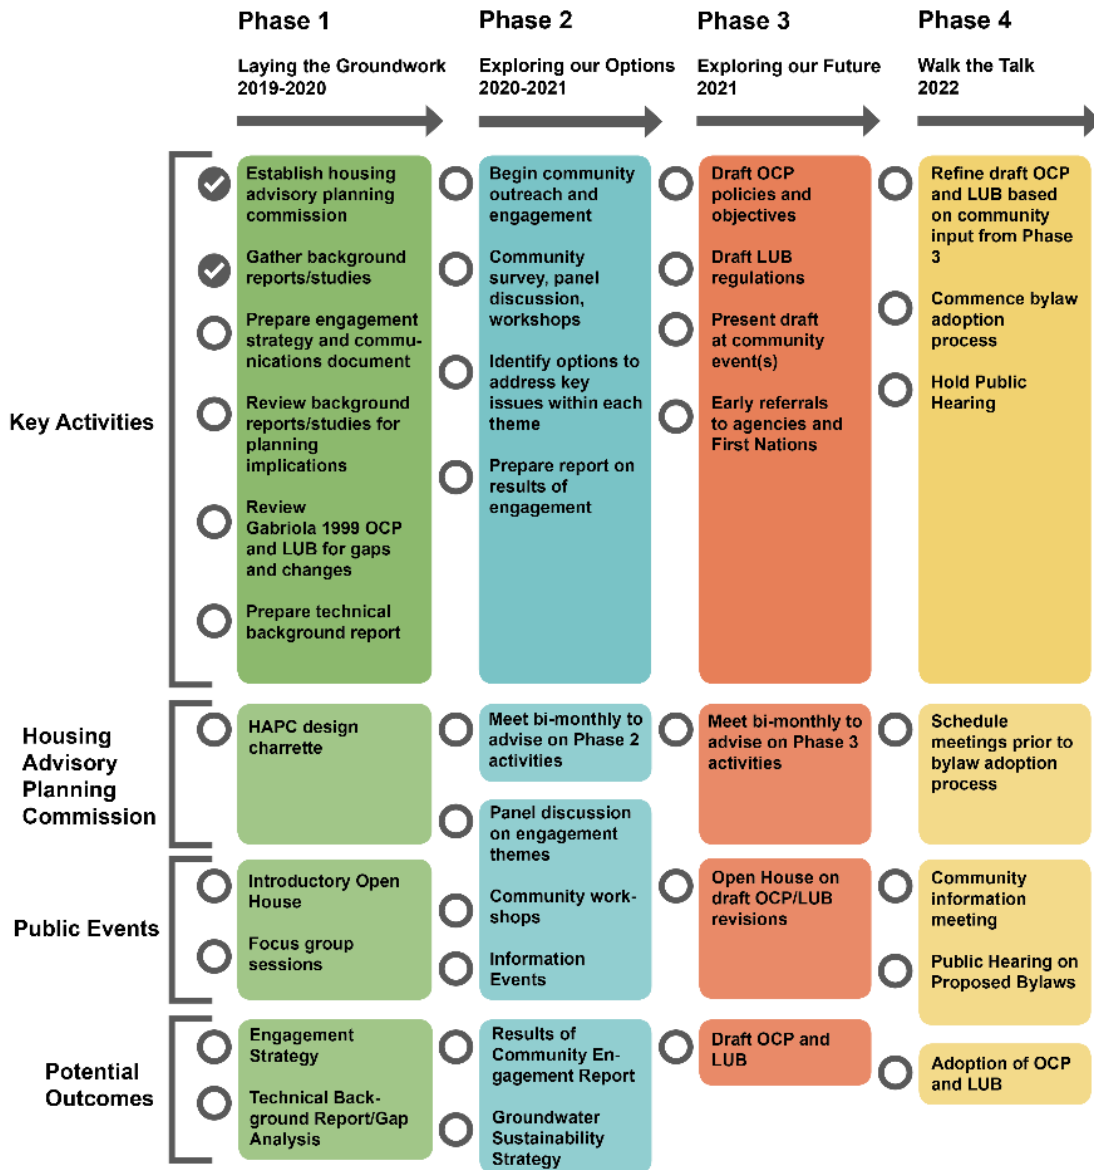 Phase 1
Phase 2
Phase 3
Phase 4
Laying the Groundwork
2019-2020
Exploring our Options
2020-2021
Exploring our Future
2021
Walk the Talk
2022
Key Activities
Establish housing
advisory planning
commission
Gather background
reports/studies
Prepare engagement
strategy and commu-
nications document
Review background
reports/studies for
planning
implications
Review
Gabriola 1999 OCP
and LUB for gaps
and changes
Prepare technical
background report
Begin community
outreach and
engagement
Community
survey, panel
discussion,
workshops
Identify options to
address key
issues within each
theme
Prepare report on
results of
engagement
Draft OCP
policies and
objectives
Draft LUB
regulations
Present draft
at community
event(s)
Early referrals
to agencies and
First Nations
Refine draft OCP
and LUB based
on community
input from Phase
3
Commence bylaw
adoption
process
Hold Public
Hearing
Housing
Advisory
Planning
Commission
HAPC design
charrette
Meet bi-monthly to
advise on Phase 2
activities
Meet bi-monthly to
advise on Phase 3
activities
Schedule
meetings prior to
bylaw adoption
process
Public Events
Introductory Open
House
Focus group
sessions
Panel discussion
on engagement
themes
Community work-
shops
Information
Events
Open House on
draft OCP/LUB
revisions
Community
information
meeting
Public Hearing on
Proposed Bylaws
Potential
Outcomes
Engagement
Strategy
Technical Back-
ground Report/Gap
Analysis
Results of
Community En-
gagement Report
Groundwater
Sustainability
Strategy
Draft OCP and
LUB
Adoption of OCP
and LUB